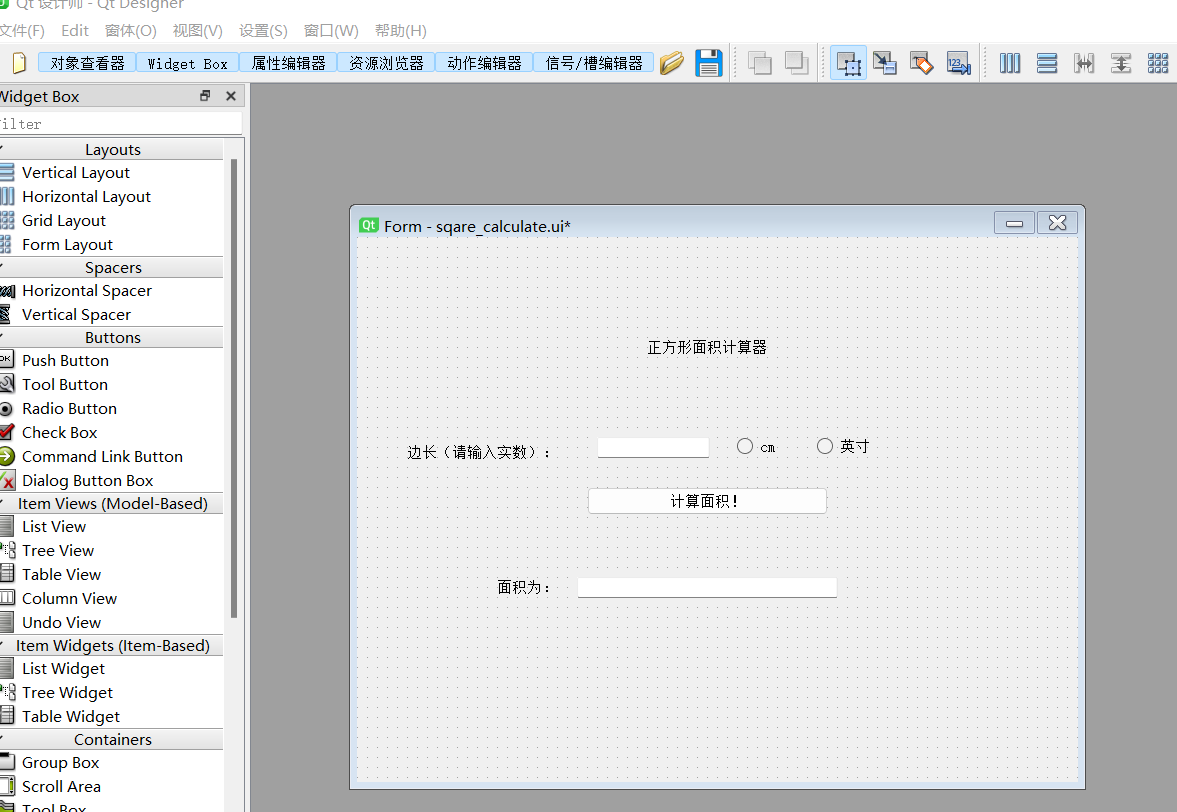 Qt 设计师 - Qt Designer
文件(F) Edit 窗体(O) 视图(V) 设置(S) 窗口(W) 帮助(H)
对象查看器 Widget Box 属性编辑器 资源浏览器 动作编辑器 信号/槽编辑器
Widget Box
Filter
Layouts
Vertical Layout
Horizontal Layout
Grid Layout
Form Layout
Spacers
Horizontal Spacer
Vertical Spacer
Buttons
Push Button
Tool Button
Radio Button
Check Box
Command Link Button
Dialog Button Box
Item Views (Model-Based)
List View
Tree View
Table View
Column View
Undo View
Item Widgets (Item-Based)
List Widget
Tree Widget
Table Widget
Containers
Group Box
Scroll Area
Tool Box
Qt Form - sqare_calculate.ui*
正方形面积计算器
边长（请输入实数）： cm 英寸
计算面积！
面积为：